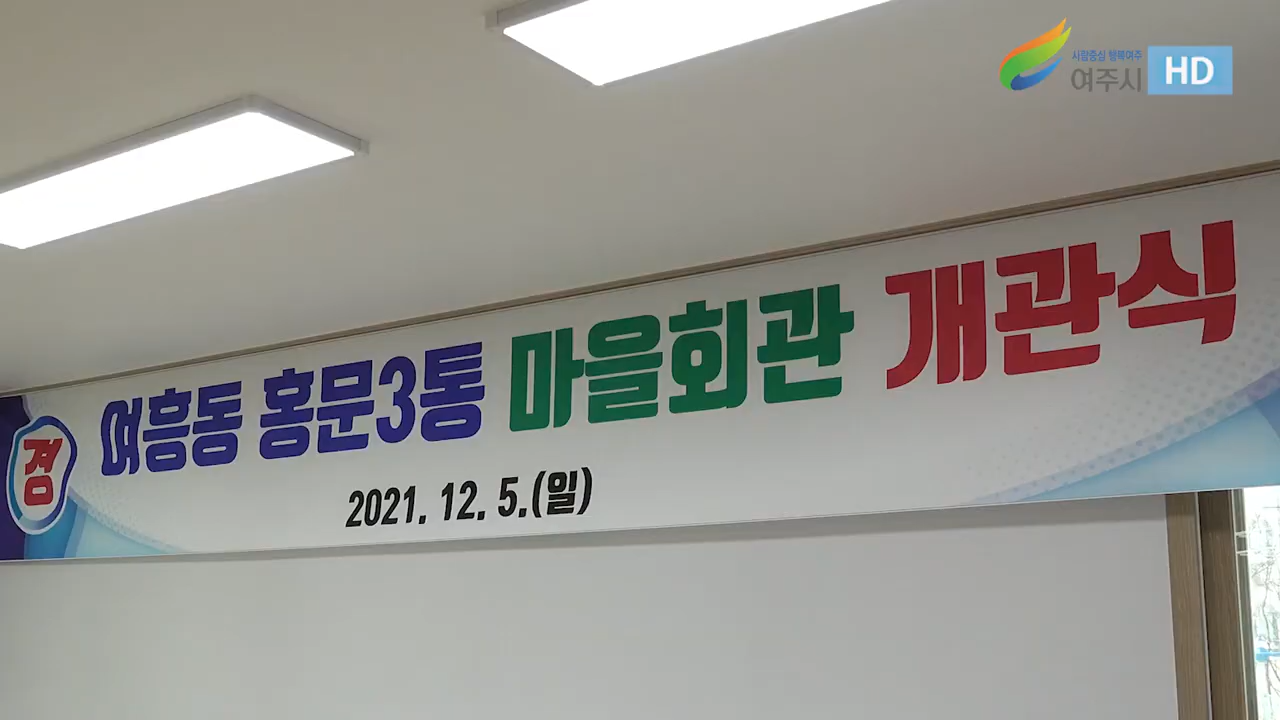 사람중심 행복여주
여주시 HD
경 여흥동 홍문3통 마을회관 개관식
2021. 12. 5.(일)